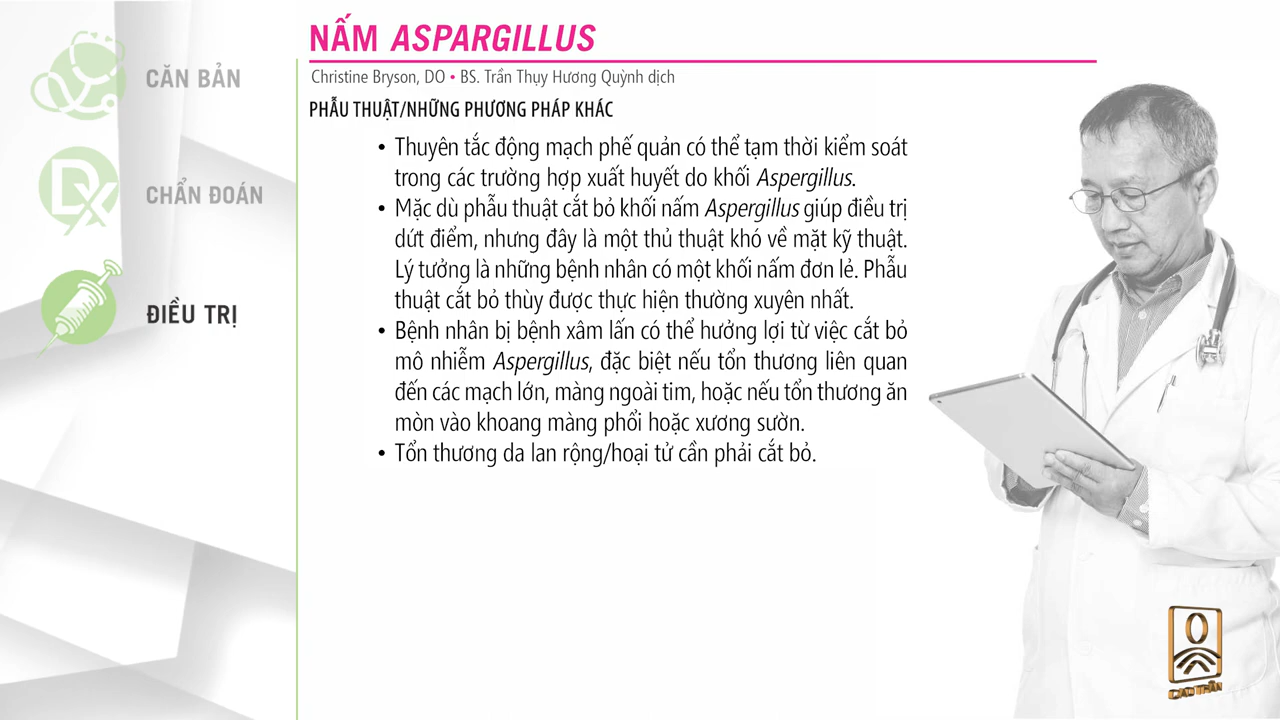 NẤM ASPARGILLUS
Christine Bryson, DO • BS. Trần Thụy Hương Quỳnh dịch
PHẪU THUẬT/NHỮNG PHƯƠNG PHÁP KHÁC
• Thuyên tắc động mạch phế quản có thể tạm thời kiểm soát
trong các trường hợp xuất huyết do khối Aspergillus.
• Mặc dù phẫu thuật cắt bỏ khối nấm Aspergillus giúp điều trị
dứt điểm, nhưng đây là một thủ thuật khó về mặt kỹ thuật.
Lý tưởng là những bệnh nhân có một khối nấm đơn lẻ. Phẫu
thuật cắt bỏ thùy được thực hiện thường xuyên nhất.
• Bệnh nhân bị bệnh xâm lấn có thể hưởng lợi từ việc cắt bỏ
mô nhiễm Aspergillus, đặc biệt nếu tổn thương liên quan
đến các mạch lớn, màng ngoài tim, hoặc nếu tổn thương ăn
mòn vào khoang màng phổi hoặc xương sườn.
• Tổn thương da lan rộng/hoại tử cần phải cắt bỏ.
CĂN BẢN
Dx
CHẨN ĐOÁN
ĐIỀU TRỊ